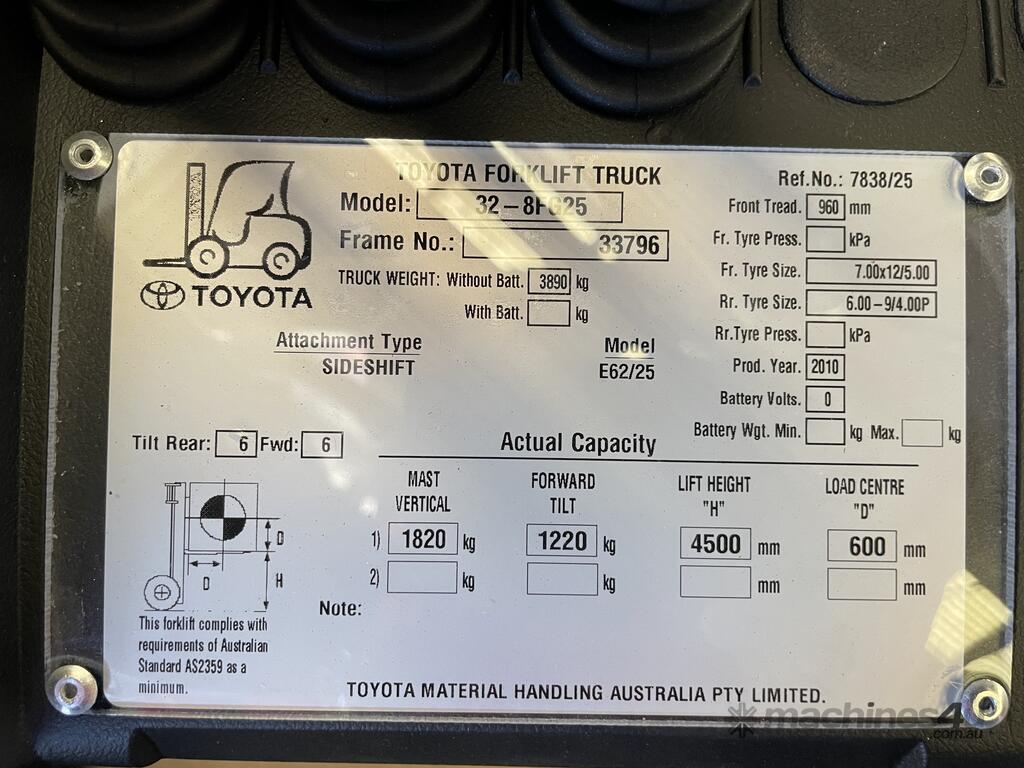 TOYOTA FORKLIFT TRUCK
Ref.No.: 7838/25
Model: 32-8FG25
Frame No.: 33796
TRUCK WEIGHT: Without Batt. 3890 kg
With Batt. kg
Front Tread. 960 mm
Fr. Tyre Press. kPa
Fr. Tyre Size. 7.00x12/5.00
Rr. Tyre Size. 6.00-9/4.00P
Rr.Tyre Press. kPa
Prod. Year. 2010
Battery Volts. 0
Battery Wgt. Min. kg Max. kg
TOYOTA
Attachment Type Model
SIDESHIFT E62/25
Tilt Rear: 6 Fwd: 6
Actual Capacity
MAST VERTICAL
FORWARD TILT
LIFT HEIGHT "H"
LOAD CENTRE "D"
1) 1820 kg 1220 kg 4500 mm 600 mm
2) kg kg mm mm
D
D H
Note:
This forklift complies with
requirements of Australian
Standard AS2359 as a
minimum.
TOYOTA MATERIAL HANDLING AUSTRALIA PTY LIMITED.
machines4u
.com.au